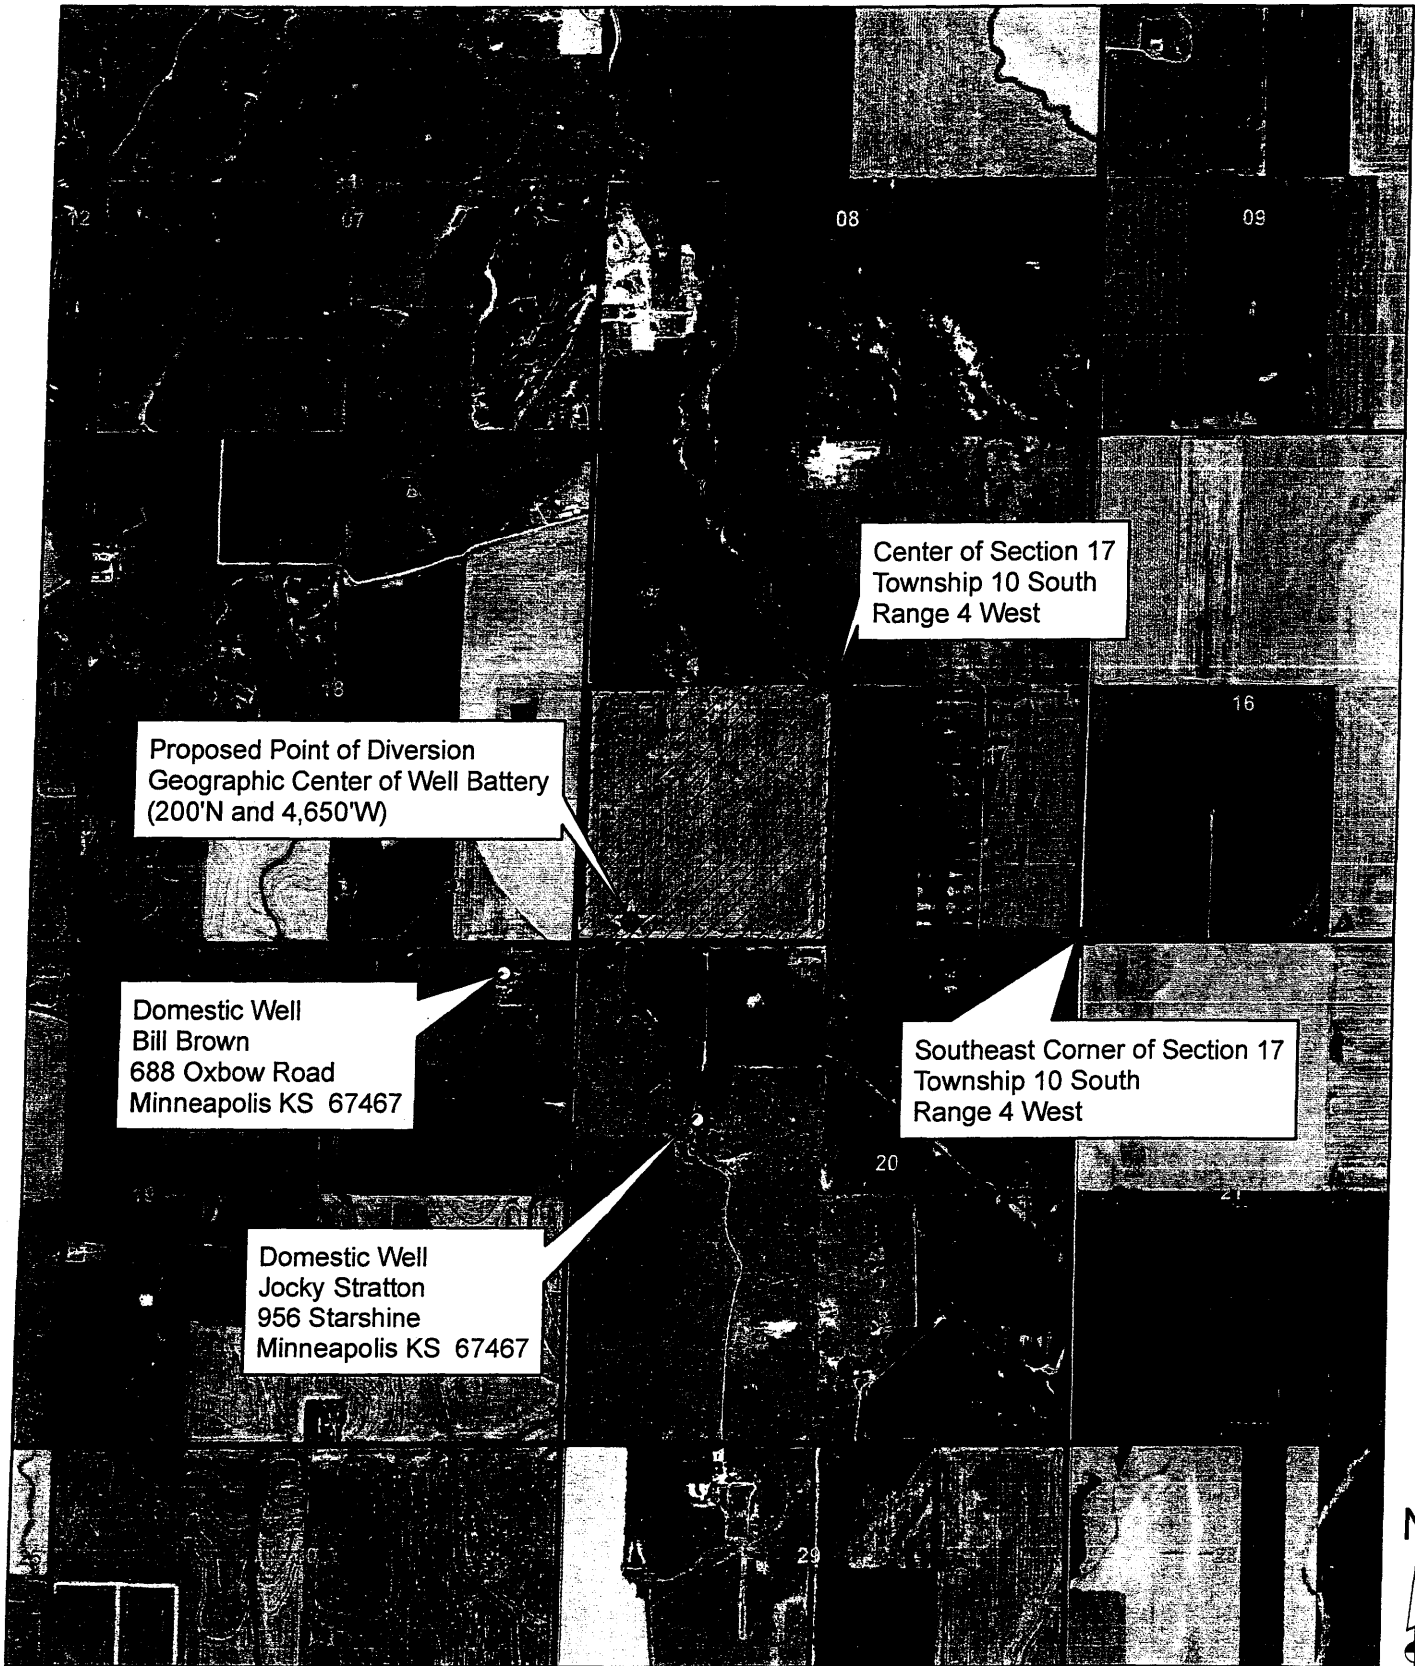 12
07
08
09
Center of Section 17
Township 10 South
Range 4 West
18
16
Proposed Point of Diversion
Geographic Center of Well Battery
(200'N and 4,650'W)
Domestic Well
Bill Brown
688 Oxbow Road
Minneapolis KS  67467
Southeast Corner of Section 17
Township 10 South
Range 4 West
20
19
21
Domestic Well
Jocky Stratton
956 Starshine
Minneapolis KS  67467
29
N